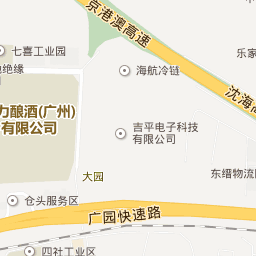 京港澳高速
七喜工业园
乐家
地绝缘
海航冷链
沈海高
力酿酒(广州)
有限公司
吉平电子科技
有限公司
大园
东缙物流
仓头服务区
广园快速路
四社工业区